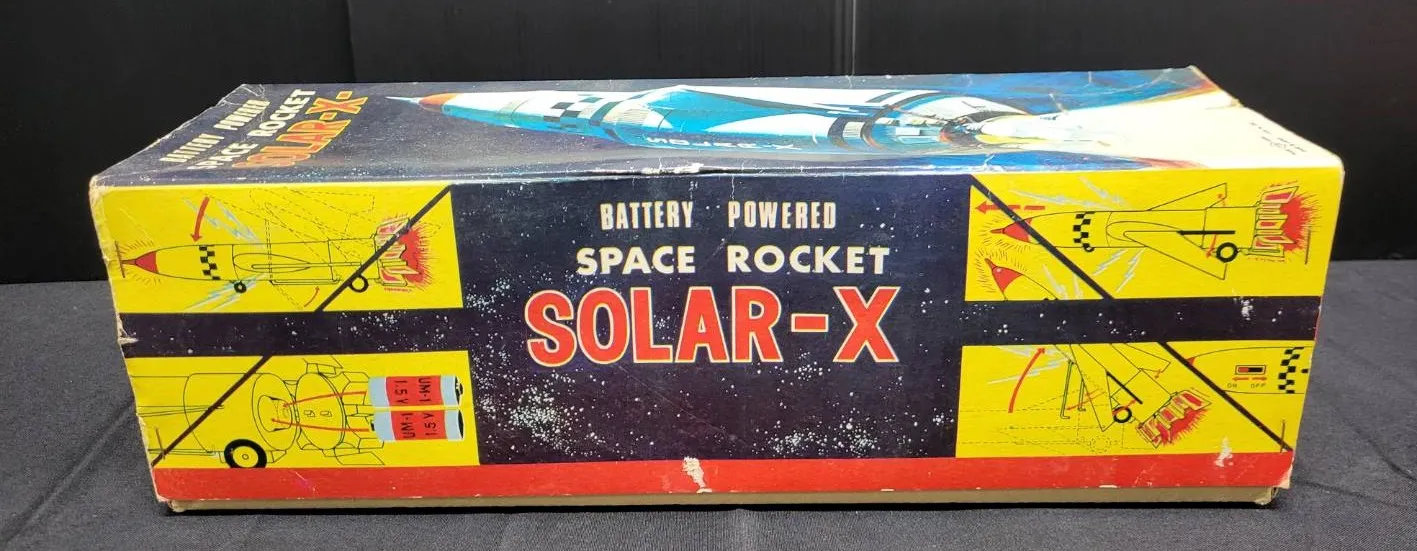 BATTERY POWERED
SPACE ROCKET
SOLAR-X
SOLAR-X
BATTERY POWERED
SPACE ROCKET
SOLAR-X
UM-1
1.5V
UM-1
1.5V
ON OFF